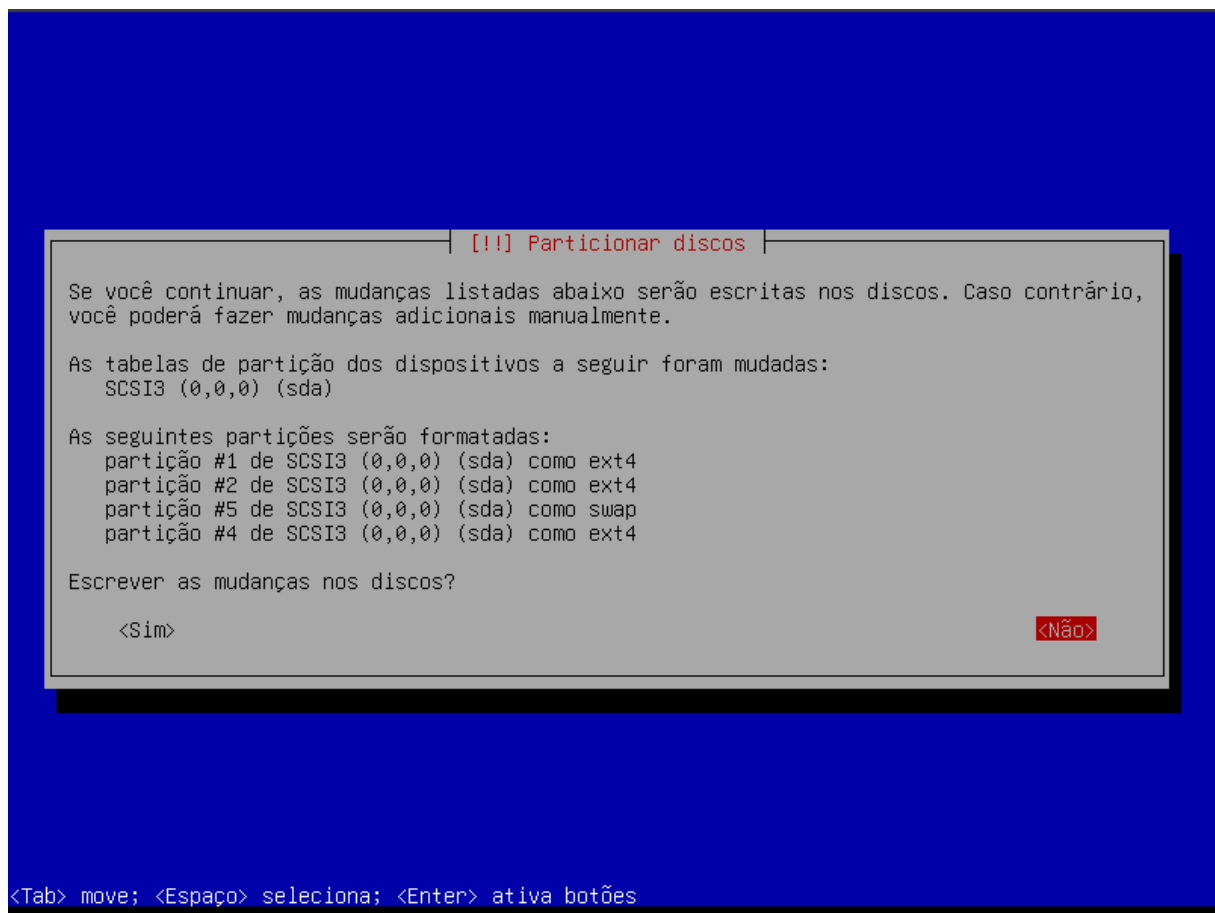 [!!] Particionar discos
Se você continuar, as mudanças listadas abaixo serão escritas nos discos. Caso contrário,
você poderá fazer mudanças adicionais manualmente.
As tabelas de partição dos dispositivos a seguir foram mudadas:
SCSI3 (0,0,0) (sda)
As seguintes partições serão formatadas:
partição #1 de SCSI3 (0,0,0) (sda) como ext4
partição #2 de SCSI3 (0,0,0) (sda) como ext4
partição #5 de SCSI3 (0,0,0) (sda) como swap
partição #4 de SCSI3 (0,0,0) (sda) como ext4
Escrever as mudanças nos discos?
<Sim> <Não>
<Tab> move; <Espaço> seleciona; <Enter> ativa botões